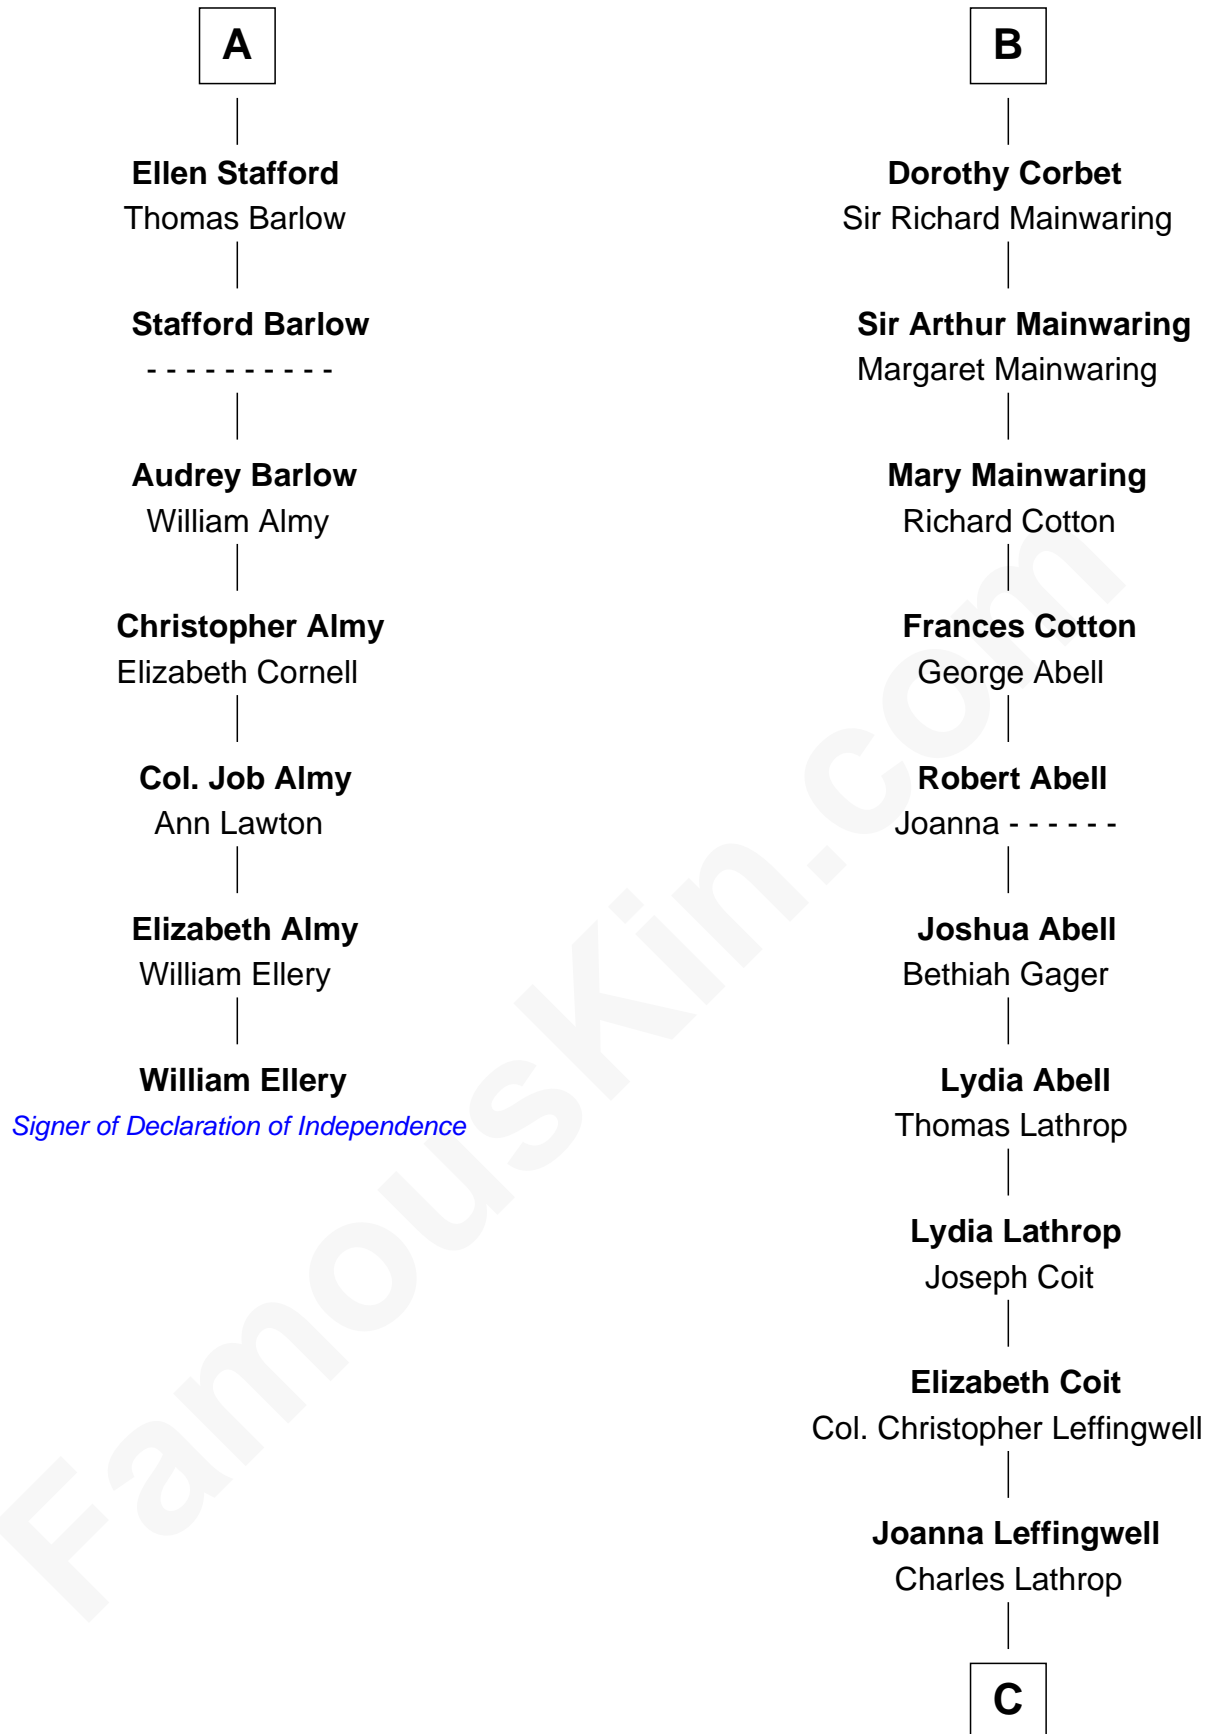 A
Ellen Stafford
Thomas Barlow
Stafford Barlow
- - - - - - - - - -
Audrey Barlow
William Almy
Christopher Almy
Elizabeth Cornell
Col. Job Almy
Ann Lawton
Elizabeth Almy
William Ellery
William Ellery
Signer of Declaration of Independence
B
Dorothy Corbet
Sir Richard Mainwaring
Sir Arthur Mainwaring
Margaret Mainwaring
Mary Mainwaring
Richard Cotton
Frances Cotton
George Abell
Robert Abell
Joanna - - - - - -
Joshua Abell
Bethiah Gager
Lydia Abell
Thomas Lathrop
Lydia Lathrop
Joseph Coit
Elizabeth Coit
Col. Christopher Leffingwell
Joanna Leffingwell
Charles Lathrop
C
FamousKin.com